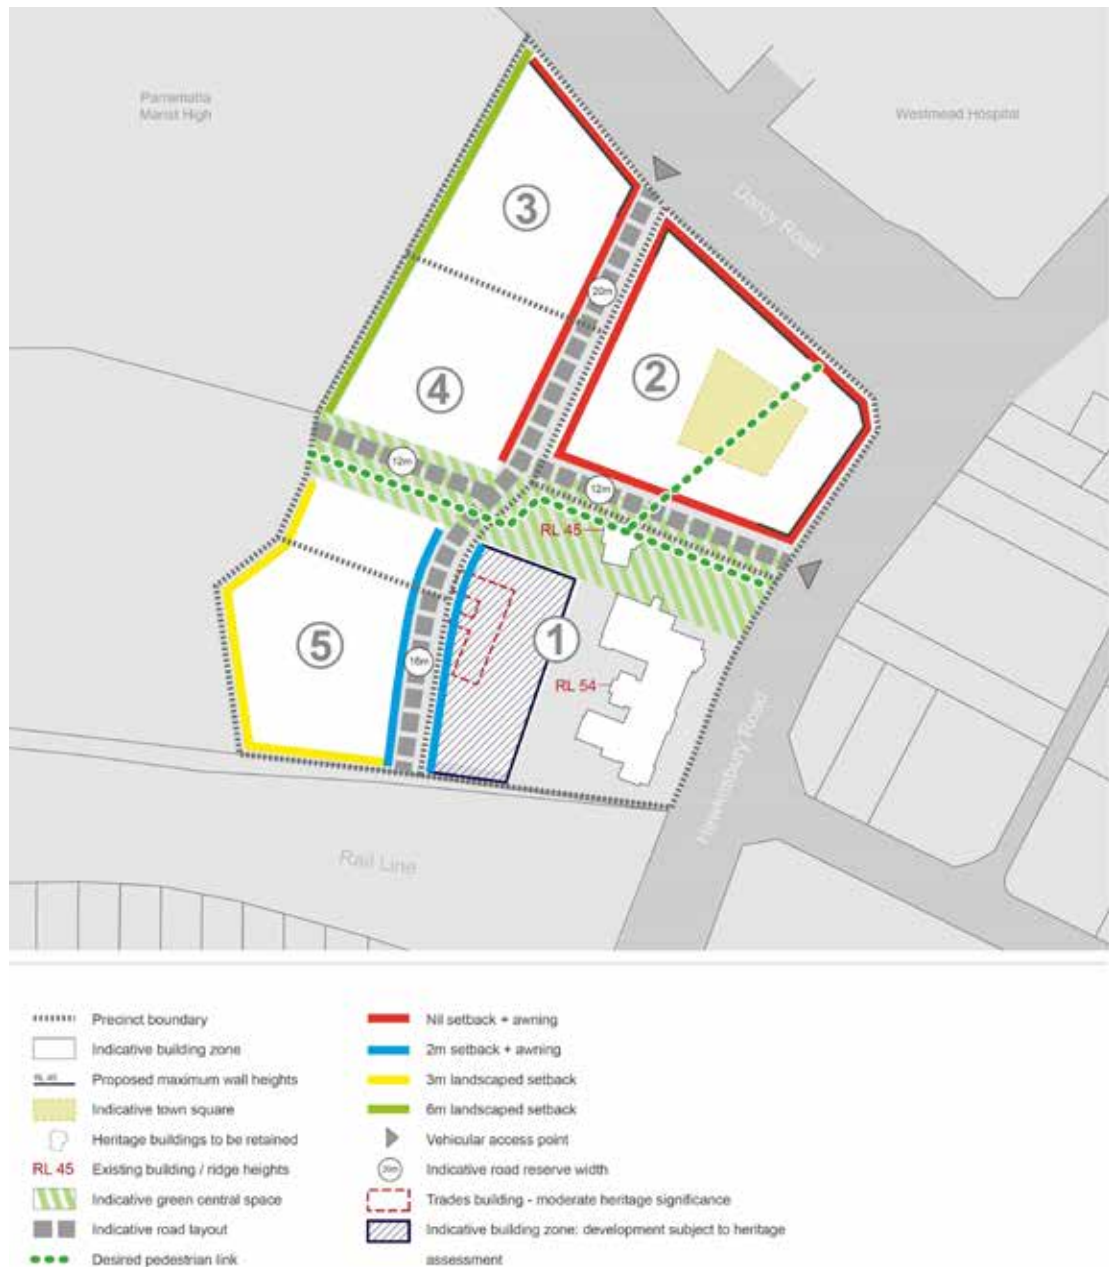 Parramatta
Marist High
Westmead Hospital
Darcy Road
3
20m
2
4
12m
12m
RL 45
1
5
16m
RL 54
Hawkesbury Road
Rail Line
Precinct boundary
Indicative building zone
RL 45
Proposed maximum wall heights
Indicative town square
Heritage buildings to be retained
RL 45
Existing building / ridge heights
Indicative green central space
Indicative road layout
Desired pedestrian link
Nil setback + awning
2m setback + awning
3m landscaped setback
6m landscaped setback
Vehicular access point
20m
Indicative road reserve width
Trades building - moderate heritage significance
Indicative building zone: development subject to heritage
assessment